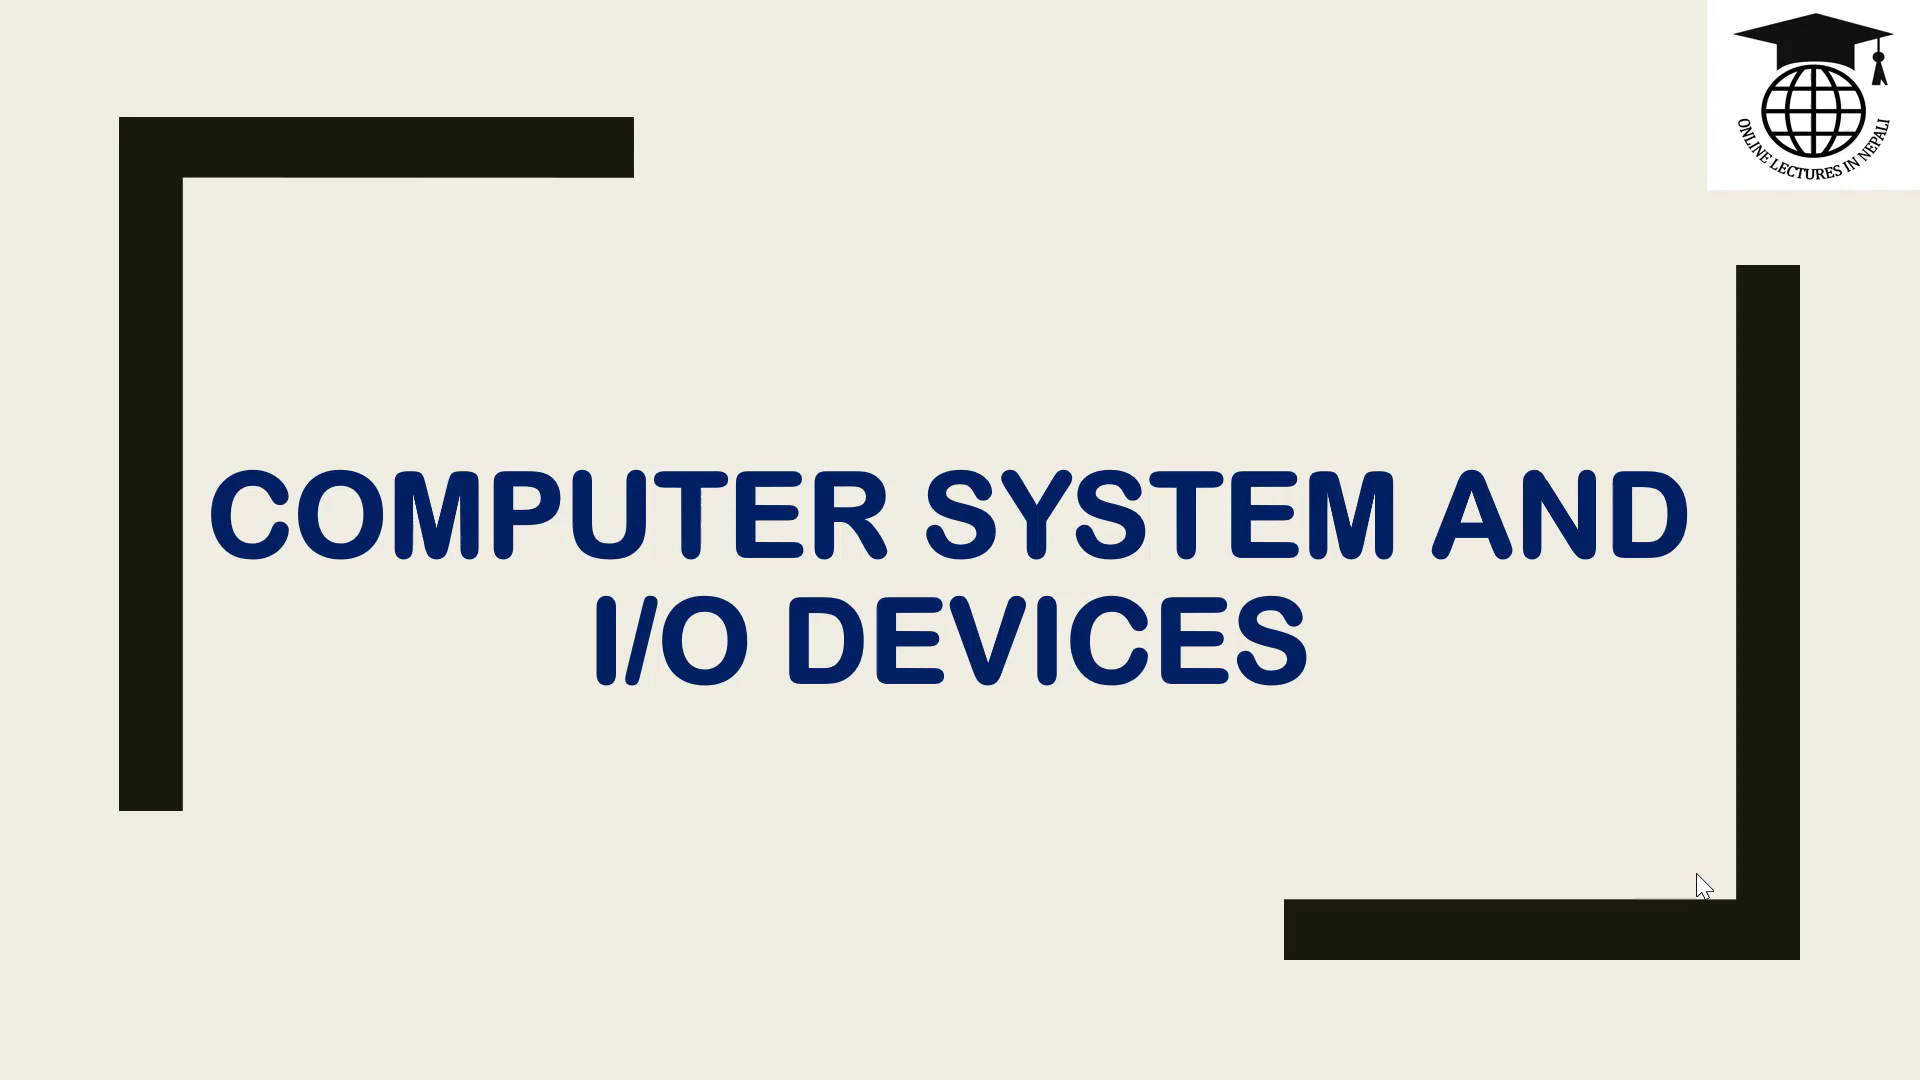 ONLINE LECTURES IN NEPALI
COMPUTER SYSTEM AND
I/O DEVICES